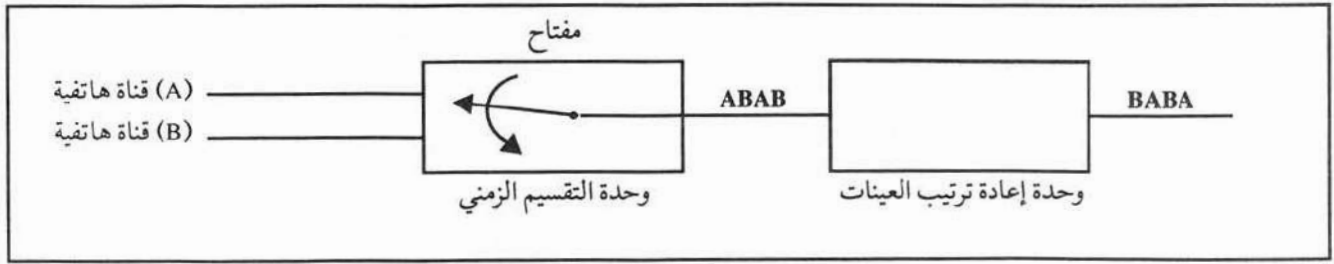 مفتاح
(A) قناة هاتفية
(B) قناة هاتفية
ABAB
BABA
وحدة التقسيم الزمني
وحدة إعادة ترتيب العينات